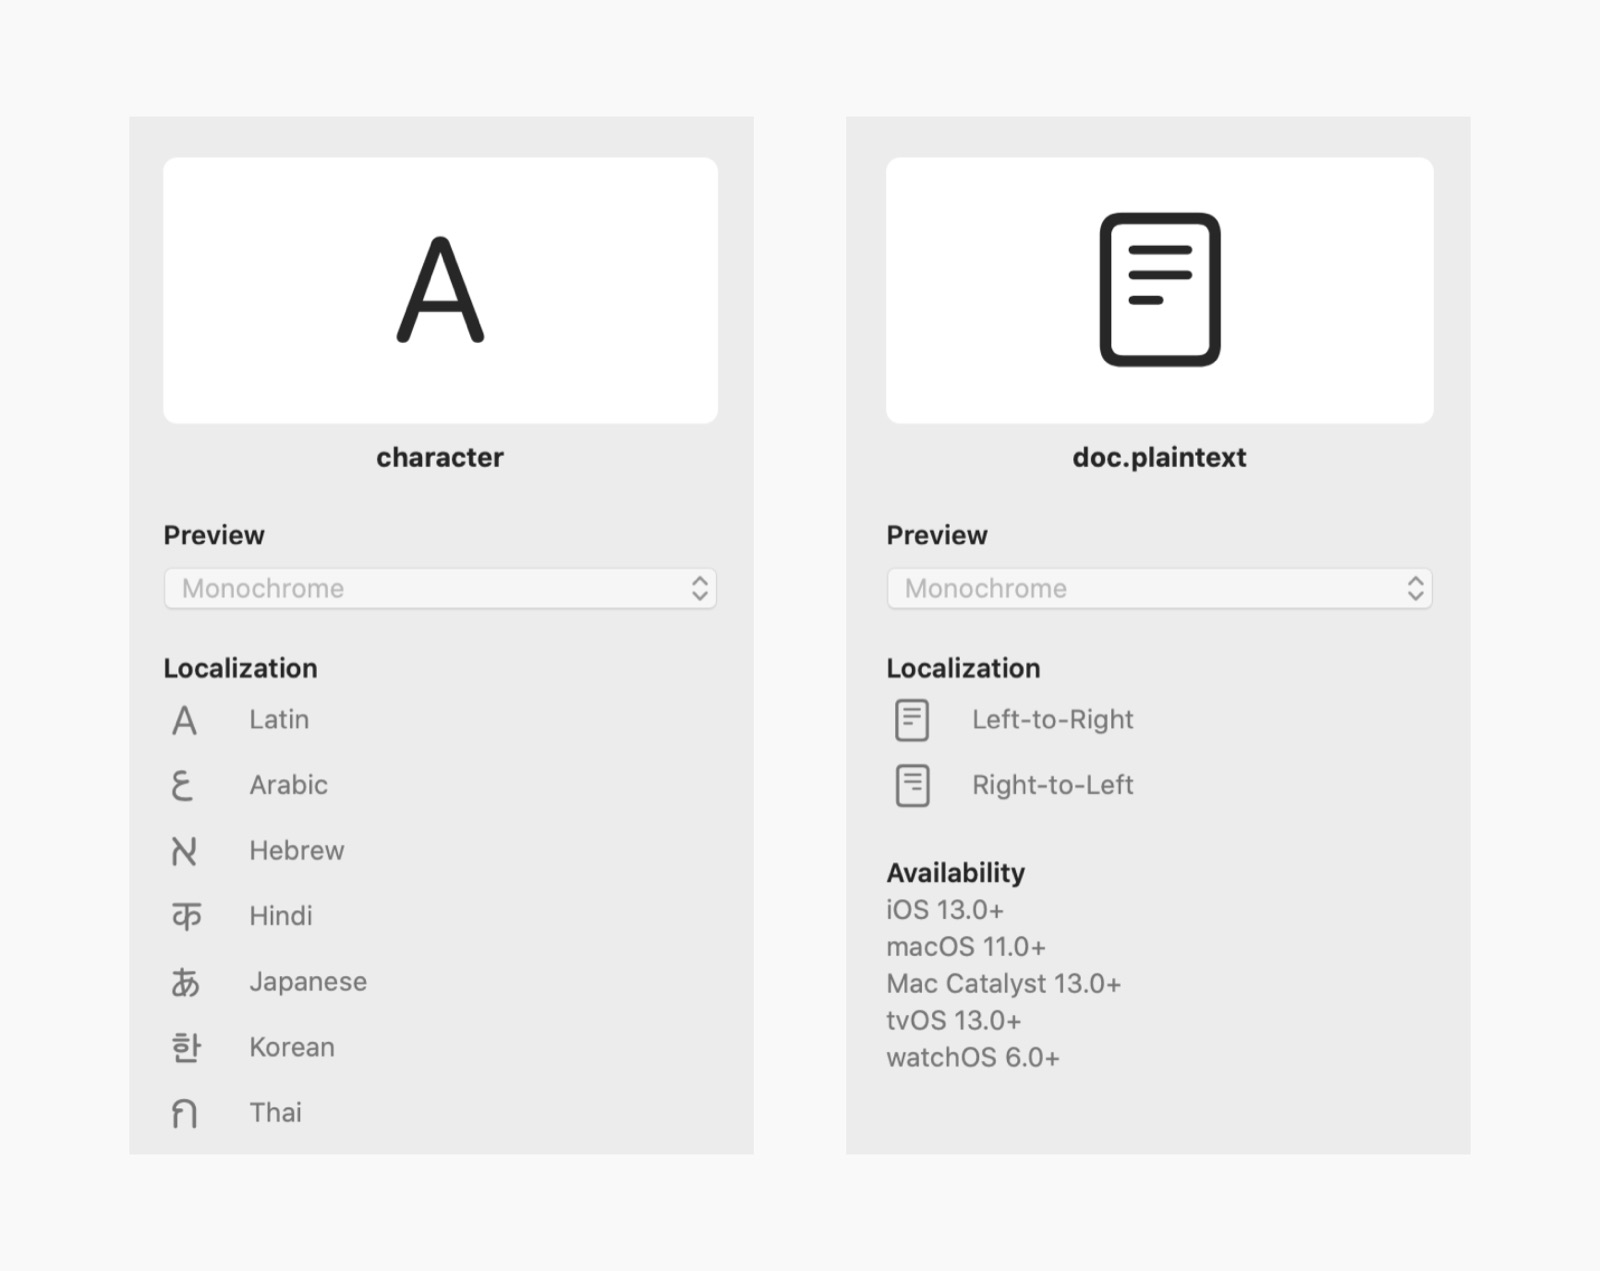 A
character
Preview
Monochrome
Localization
A Latin
ع Arabic
א Hebrew
क Hindi
あ Japanese
한 Korean
ก Thai
doc.plaintext
Preview
Monochrome
Localization
Left-to-Right
Right-to-Left
Availability
iOS 13.0+
macOS 11.0+
Mac Catalyst 13.0+
tvOS 13.0+
watchOS 6.0+